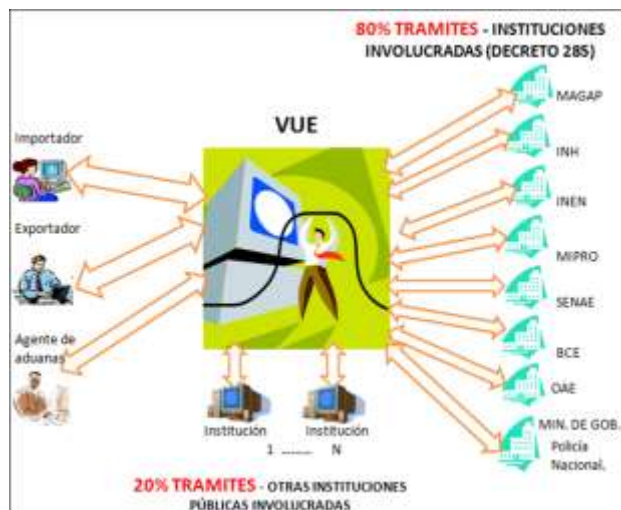 80% TRAMITES - INSTITUCIONES
INVOLUCRADAS (DECRETO 285)
VUE
Importador
Exportador
Agente de
aduanas
MAGAP
INH
INEN
MIPRO
SENAE
BCE
OAE
MIN. DE GOB.
Policía
Nacional.
Institución
Institución
1 ........ N
20% TRAMITES - OTRAS INSTITUCIONES
PÚBLICAS INVOLUCRADAS